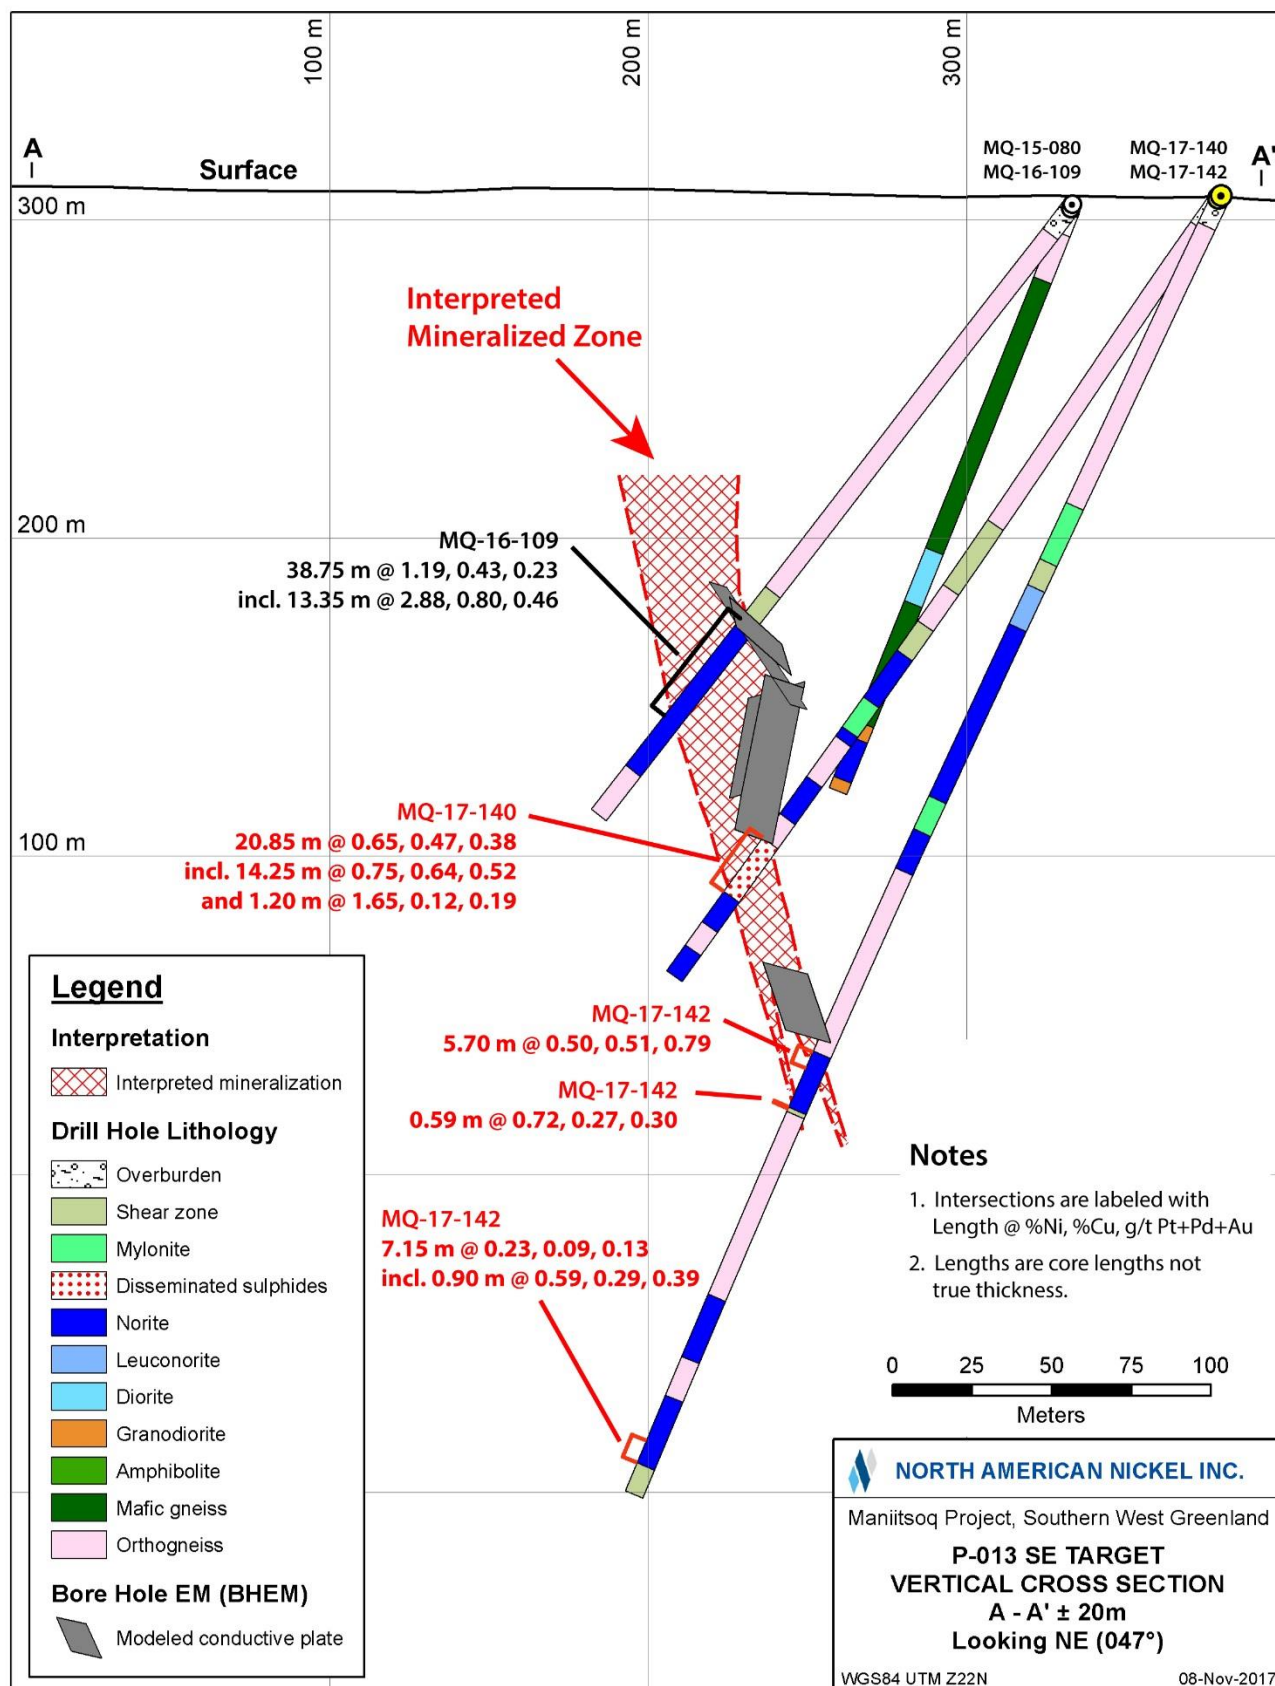 100 m
200 m
300 m
A
Surface
MQ-15-080
MQ-16-109
MQ-17-140
MQ-17-142
A'
300 m
Interpreted
Mineralized Zone
200 m
MQ-16-109
38.75 m @ 1.19, 0.43, 0.23
incl. 13.35 m @ 2.88, 0.80, 0.46
MQ-17-140
20.85 m @ 0.65, 0.47, 0.38
incl. 14.25 m @ 0.75, 0.64, 0.52
and 1.20 m @ 1.65, 0.12, 0.19
100 m
MQ-17-142
5.70 m @ 0.50, 0.51, 0.79
MQ-17-142
0.59 m @ 0.72, 0.27, 0.30
MQ-17-142
7.15 m @ 0.23, 0.09, 0.13
incl. 0.90 m @ 0.59, 0.29, 0.39
Legend
Interpretation
Interpreted mineralization
Drill Hole Lithology
Overburden
Shear zone
Mylonite
Disseminated sulphides
Norite
Leuconorite
Diorite
Granodiorite
Amphibolite
Mafic gneiss
Orthogneiss
Bore Hole EM (BHEM)
Modeled conductive plate
Notes
1. Intersections are labeled with
Length @ %Ni, %Cu, g/t Pt+Pd+Au
2. Lengths are core lengths not
true thickness.
0 25 50 75 100
Meters
NORTH AMERICAN NICKEL INC.
Maniitsoq Project, Southern West Greenland
P-013 SE TARGET
VERTICAL CROSS SECTION
A - A' ± 20m
Looking NE (047°)
WGS84 UTM Z22N 08-Nov-2017